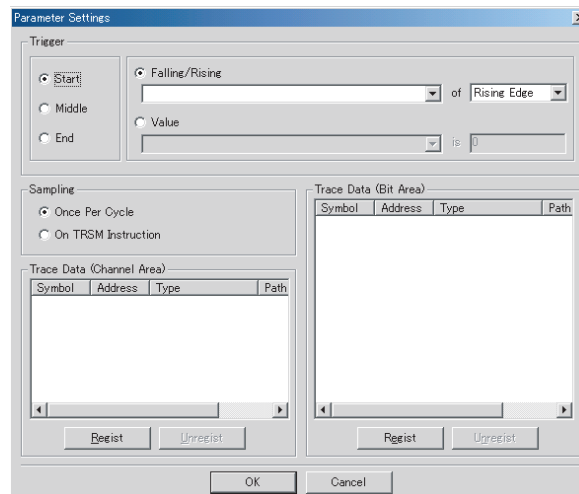 Parameter Settings
Trigger
Start
Middle
End
Falling/Rising
of Rising Edge
Value
is 0
Sampling
Once Per Cycle
On TRSM Instruction
Trace Data (Channel Area)
Symbol Address Type Path
Regist Unregist
Trace Data (Bit Area)
Symbol Address Type Path
Regist Unregist
OK Cancel